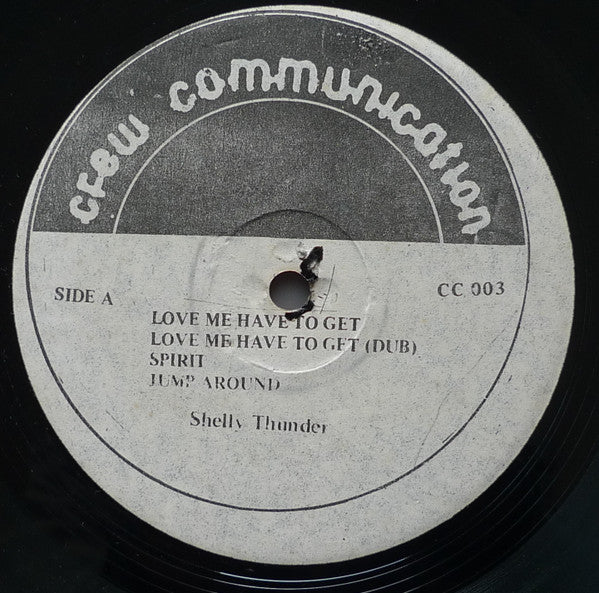 crew communication
SIDE A
CC 003
LOVE ME HAVE TO GET
LOVE ME HAVE TO GET (DUB)
SPIRIT
JUMP AROUND
Shelly Thunder